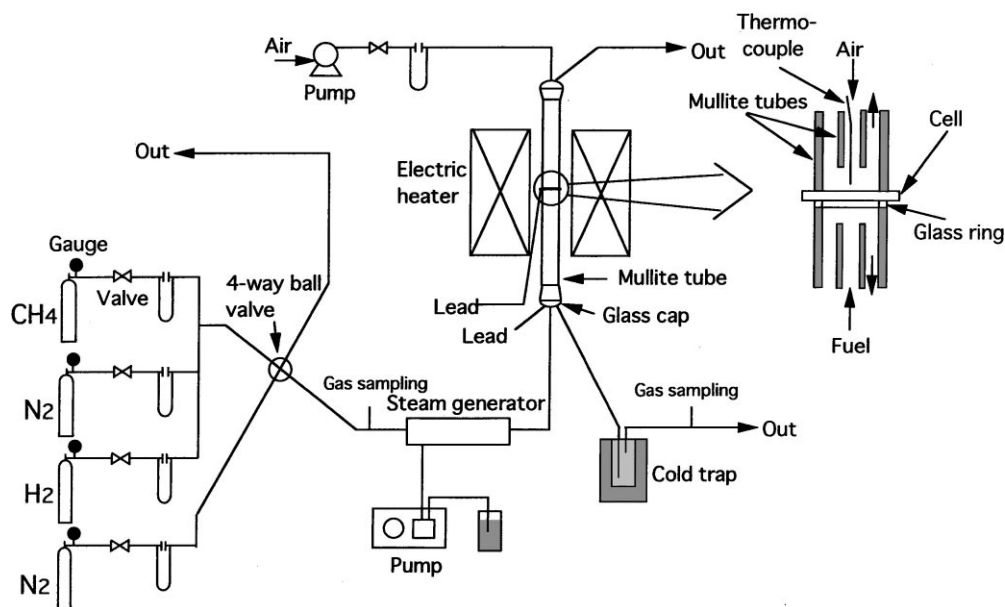 Air
Pump
Out
Thermo-
couple
Air
Mullite tubes
Cell
Glass ring
Fuel
Out
Electric
heater
Gauge
Valve
CH4
4-way ball
valve
Mullite tube
Lead
Glass cap
Lead
N2
Gas sampling
Steam generator
Gas sampling
Out
Cold trap
H2
Pump
N2